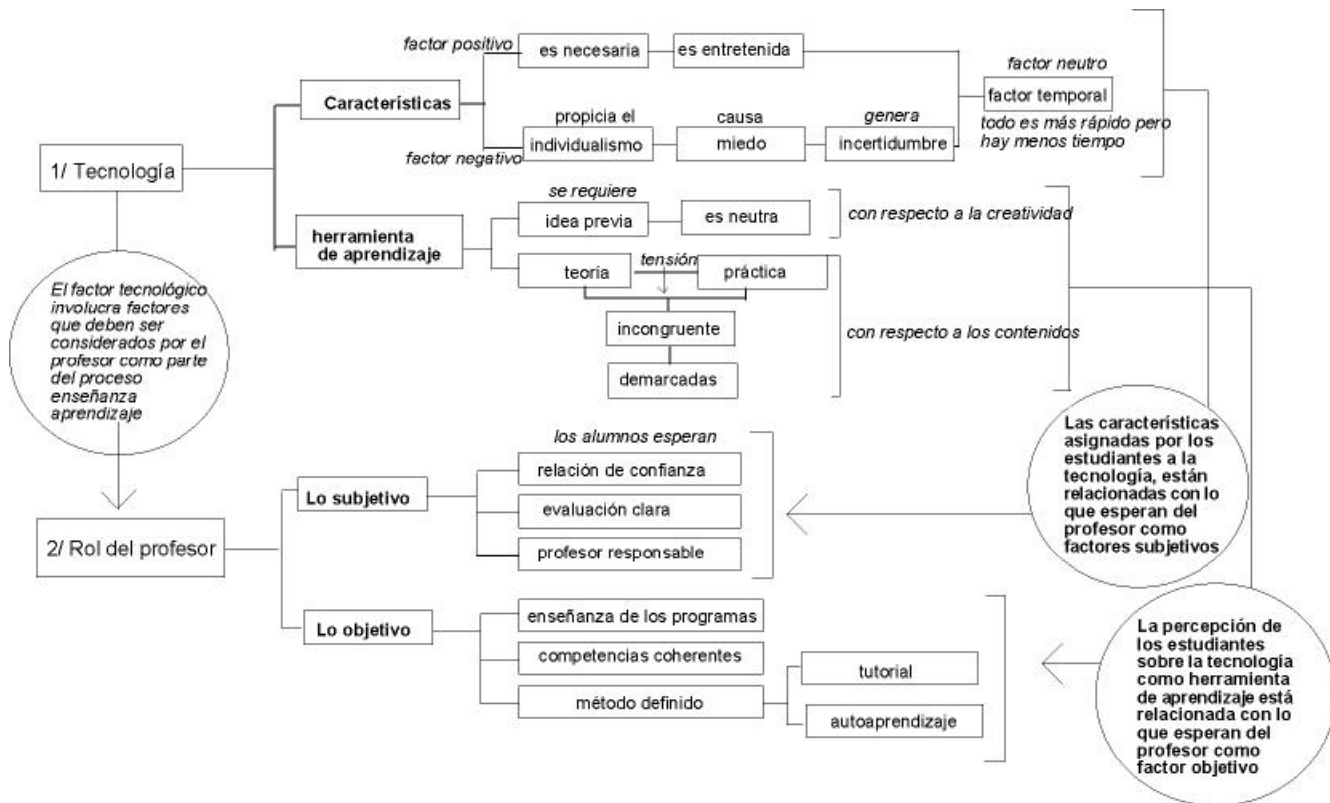 factor positivo
es necesaria
es entretenida
factor neutro
factor temporal
todo es más rápido pero
hay menos tiempo
Características
propicia el
individualismo
causa
miedo
genera
incertidumbre
factor negativo
1/ Tecnología
se requiere
idea previa
es neutra
con respecto a la creatividad
herramienta
de aprendizaje
teoría
tensión
práctica
incongruente
demarcadas
con respecto a los contenidos
El factor tecnológico
involucra factores
que deben ser
considerados por el
profesor como parte
del proceso
enseñanza
aprendizaje
Las características
asignadas por los
estudiantes a la
tecnología, están
relacionadas con lo
que esperan del
profesor como
factores subjetivos
los alumnos esperan
relación de confianza
Lo subjetivo
evaluación clara
profesor responsable
2/ Rol del profesor
Lo objetivo
enseñanza de los programas
competencias coherentes
método definido
tutorial
autoaprendizaje
La percepción de
los estudiantes
sobre la tecnología
como herramienta
de aprendizaje está
relacionada con lo
que esperan del
profesor como
factor objetivo